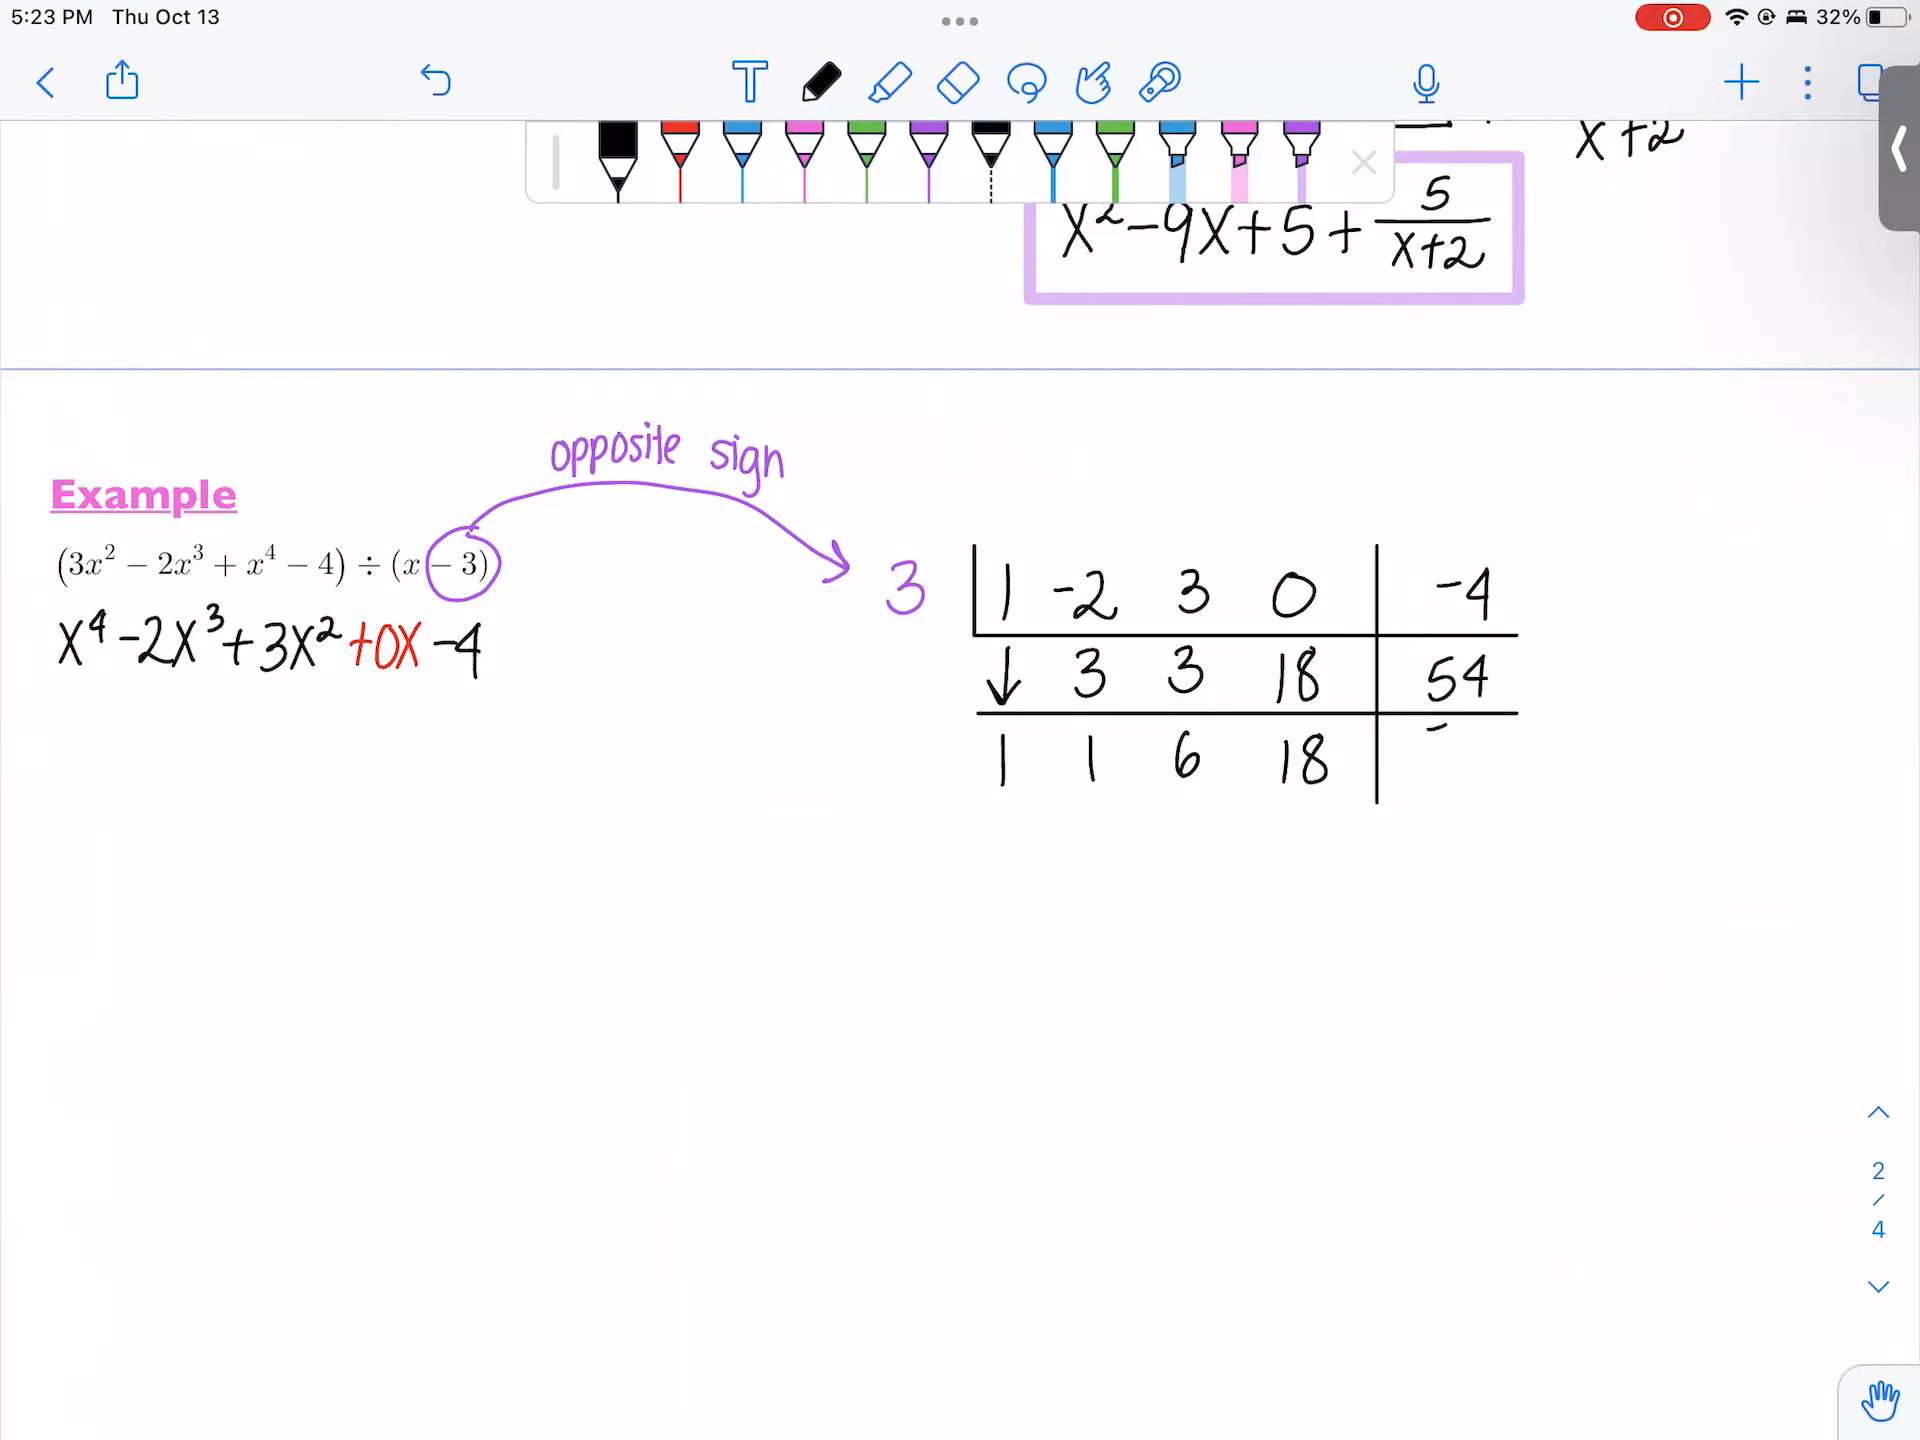 5:23 PM Thu Oct 13
32%
x+2
x²-9x+5+ 5/(x+2)
opposite sign
Example
(3x² − 2x³ + x⁴ − 4) ÷ (x − 3)
x⁴-2x³+3x²+0x-4
3 1 -2 3 0 -4
3 3 18 54
1 1 6 18
2
/
4